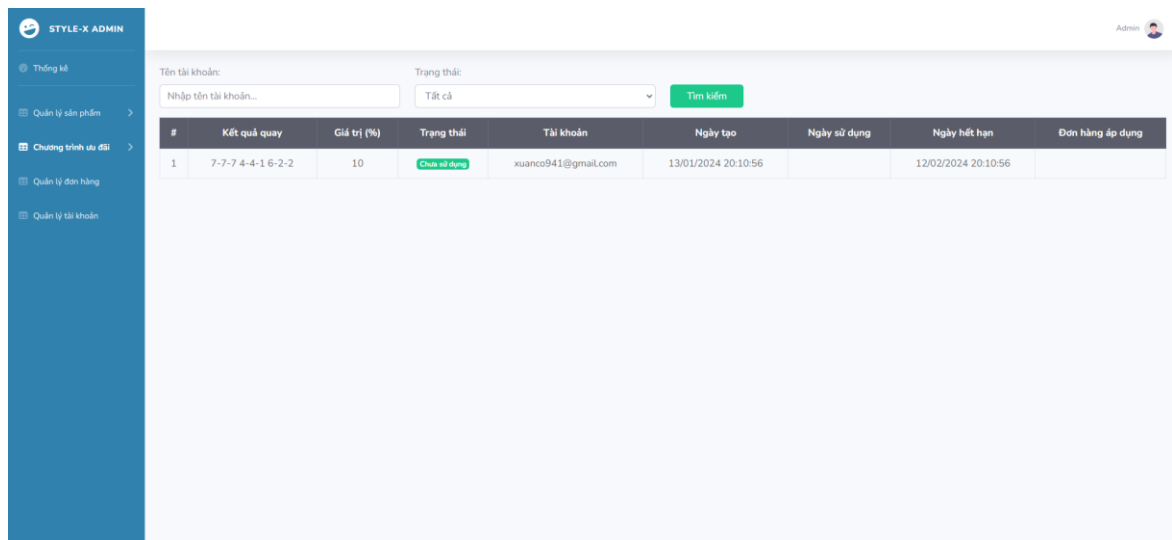 STYLE-X ADMIN
Admin
Thống kê
Quản lý sản phẩm
Chương trình ưu đãi
Quản lý đơn hàng
Quản lý tài khoản
Tên tài khoản: Trạng thái:
Nhập tên tài khoản... Tất cả Tìm kiếm
# Kết quả quay Giá trị (%) Trạng thái Tài khoản Ngày tạo Ngày sử dụng Ngày hết hạn Đơn hàng áp dụng
1 7-7-7 4-4-1 6-2-2 10 Chưa sử dụng xuanco941@gmail.com 13/01/2024 20:10:56 12/02/2024 20:10:56